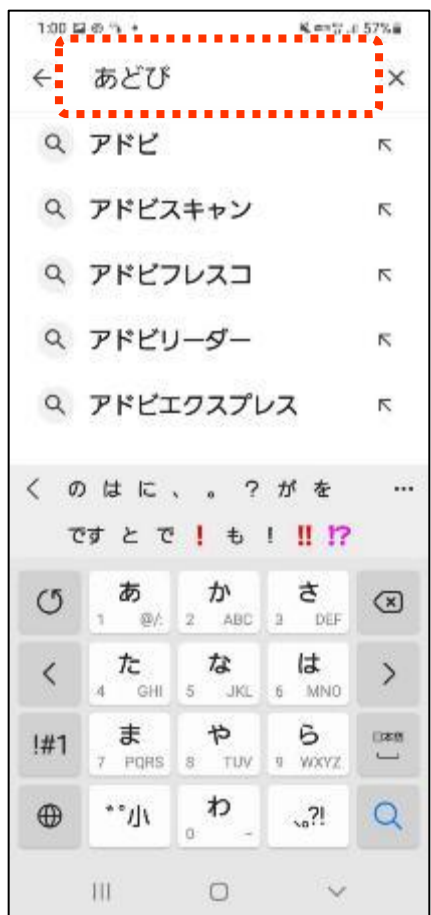 1:00 57%
あどび
アドビ
アドビスキャン
アドビフレスコ
アドビリーダー
アドビエクスプレス
のはに、。?がを …
ですとで!も!!!!?
あ か さ
1 @/: 2 ABC 3 DEF
た な は
4 GHI 5 JKL 6 MNO
!#1 ま や ら 日本語
7 PQRS 8 TUV 9 WXYZ
゛゜小 わ 、。?!
0 -